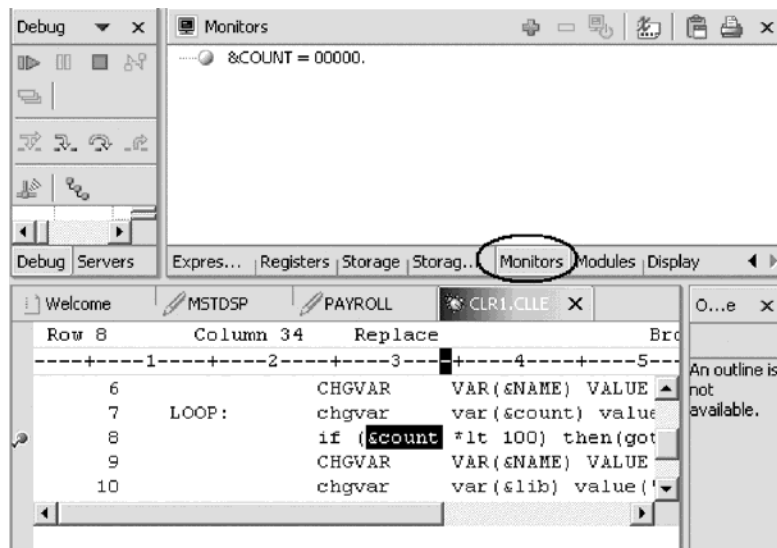 Debug
Monitors
&COUNT = 00000.
Debug Servers
Expres... Registers Storage Storag... Monitors Modules Display
Welcome MSTDSP PAYROLL CLR1.CLLE O...e
Row 8 Column 34 Replace Bro
----+----1----+----2----+----3--- +----4----+----5---
6 CHGVAR VAR(&NAME) VALUE
7 LOOP: chgvar var(&count) value
8 if (&count *lt 100) then(got
9 CHGVAR VAR(&NAME) VALUE
10 chgvar var(&lib) value('
An outline is
not
available.